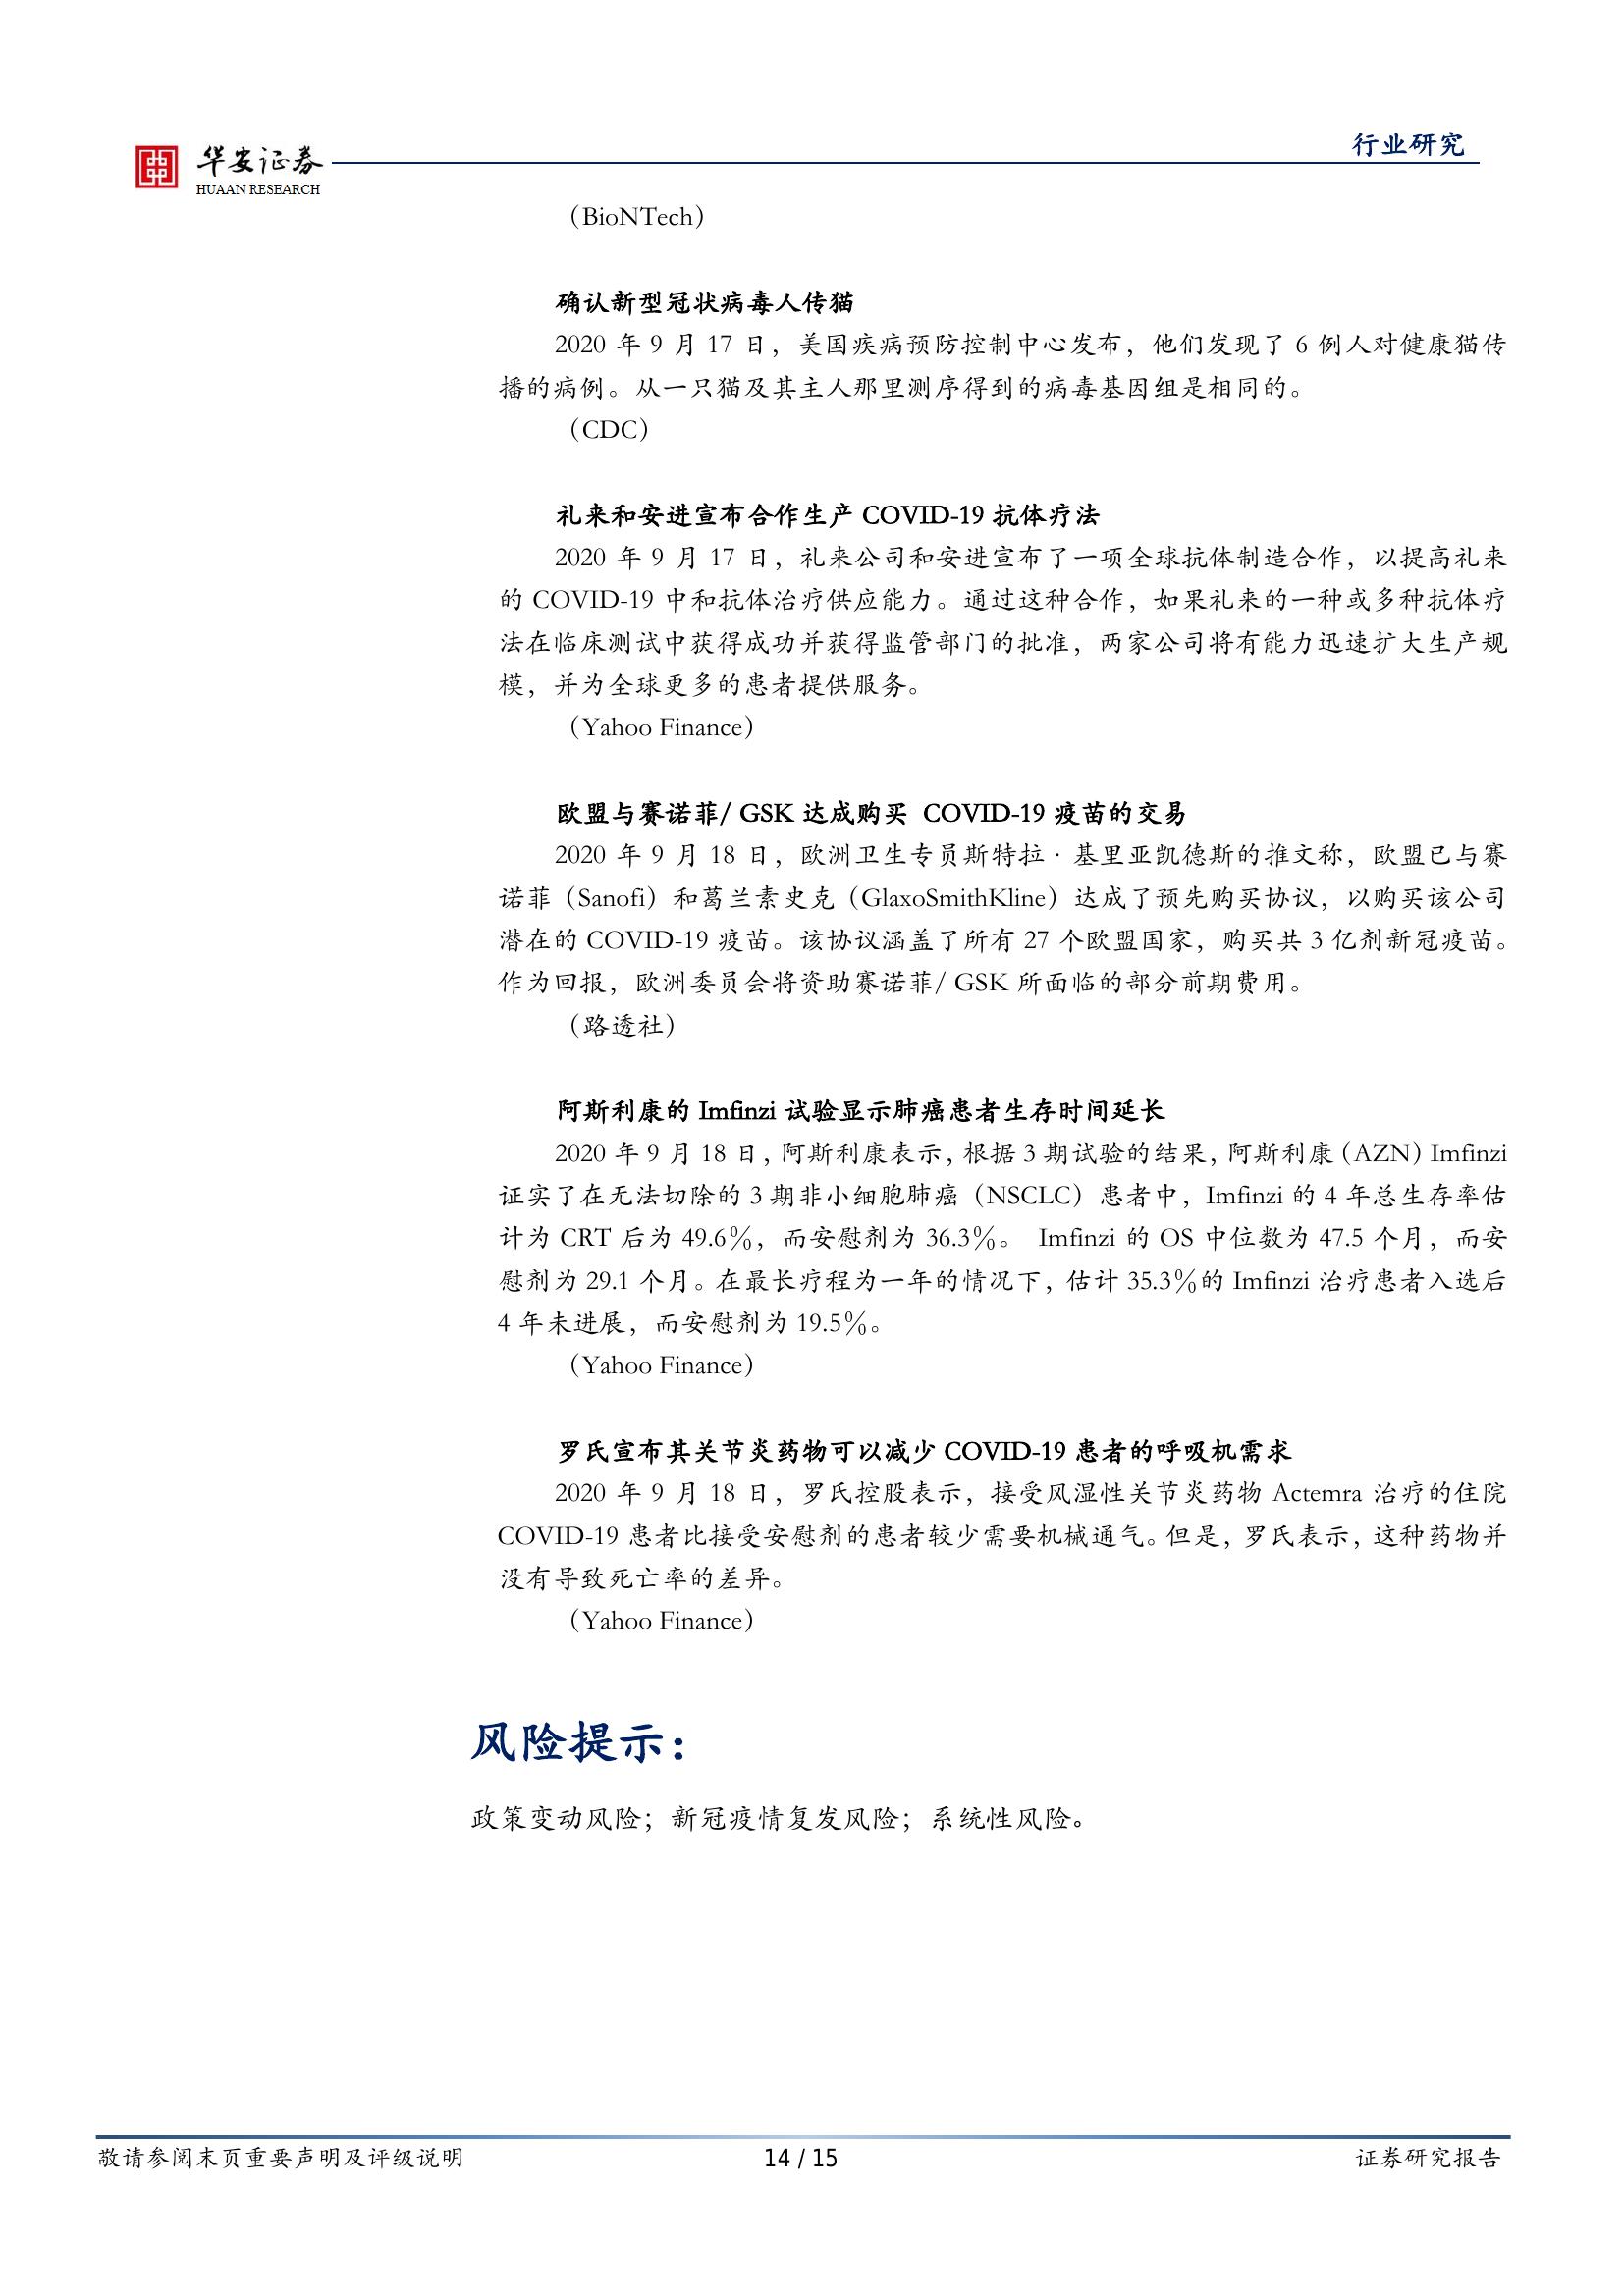 华安证券
HUAAN RESEARCH
行业研究
（BioNTech）
确认新型冠状病毒人传猫
2020 年 9 月 17 日，美国疾病预防控制中心发布，他们发现了 6 例人对健康猫传
播的病例。从一只猫及其主人那里测序得到的病毒基因组是相同的。
（CDC）
礼来和安进宣布合作生产 COVID-19 抗体疗法
2020 年 9 月 17 日，礼来公司和安进宣布了一项全球抗体制造合作，以提高礼来
的 COVID-19 中和抗体治疗供应能力。通过这种合作，如果礼来的一种或多种抗体疗
法在临床测试中获得成功并获得监管部门的批准，两家公司将有能力迅速扩大生产规
模，并为全球更多的患者提供服务。
（Yahoo Finance）
欧盟与赛诺菲/ GSK 达成购买 COVID-19 疫苗的交易
2020 年 9 月 18 日，欧洲卫生专员斯特拉·基里亚凯德斯的推文称，欧盟已与赛
诺菲（Sanofi）和葛兰素史克（GlaxoSmithKline）达成了预先购买协议，以购买该公司
潜在的 COVID-19 疫苗。该协议涵盖了所有 27 个欧盟国家，购买共 3 亿剂新冠疫苗。
作为回报，欧洲委员会将资助赛诺菲/ GSK 所面临的部分前期费用。
（路透社）
阿斯利康的 Imfinzi 试验显示肺癌患者生存时间延长
2020 年 9 月 18 日，阿斯利康表示，根据 3 期试验的结果，阿斯利康（AZN）Imfinzi
证实了在无法切除的 3 期非小细胞肺癌（NSCLC）患者中，Imfinzi 的 4 年总生存率估
计为 CRT 后为 49.6％，而安慰剂为 36.3％。 Imfinzi 的 OS 中位数为 47.5 个月，而安
慰剂为 29.1 个月。在最长疗程为一年的情况下，估计 35.3％的 Imfinzi 治疗患者入选后
4 年未进展，而安慰剂为 19.5％。
（Yahoo Finance）
罗氏宣布其关节炎药物可以减少 COVID-19 患者的呼吸机需求
2020 年 9 月 18 日，罗氏控股表示，接受风湿性关节炎药物 Actemra 治疗的住院
COVID-19 患者比接受安慰剂的患者较少需要机械通气。但是，罗氏表示，这种药物并
没有导致死亡率的差异。
（Yahoo Finance）
风险提示：
政策变动风险；新冠疫情复发风险；系统性风险。
敬请参阅末页重要声明及评级说明
14 / 15
证券研究报告